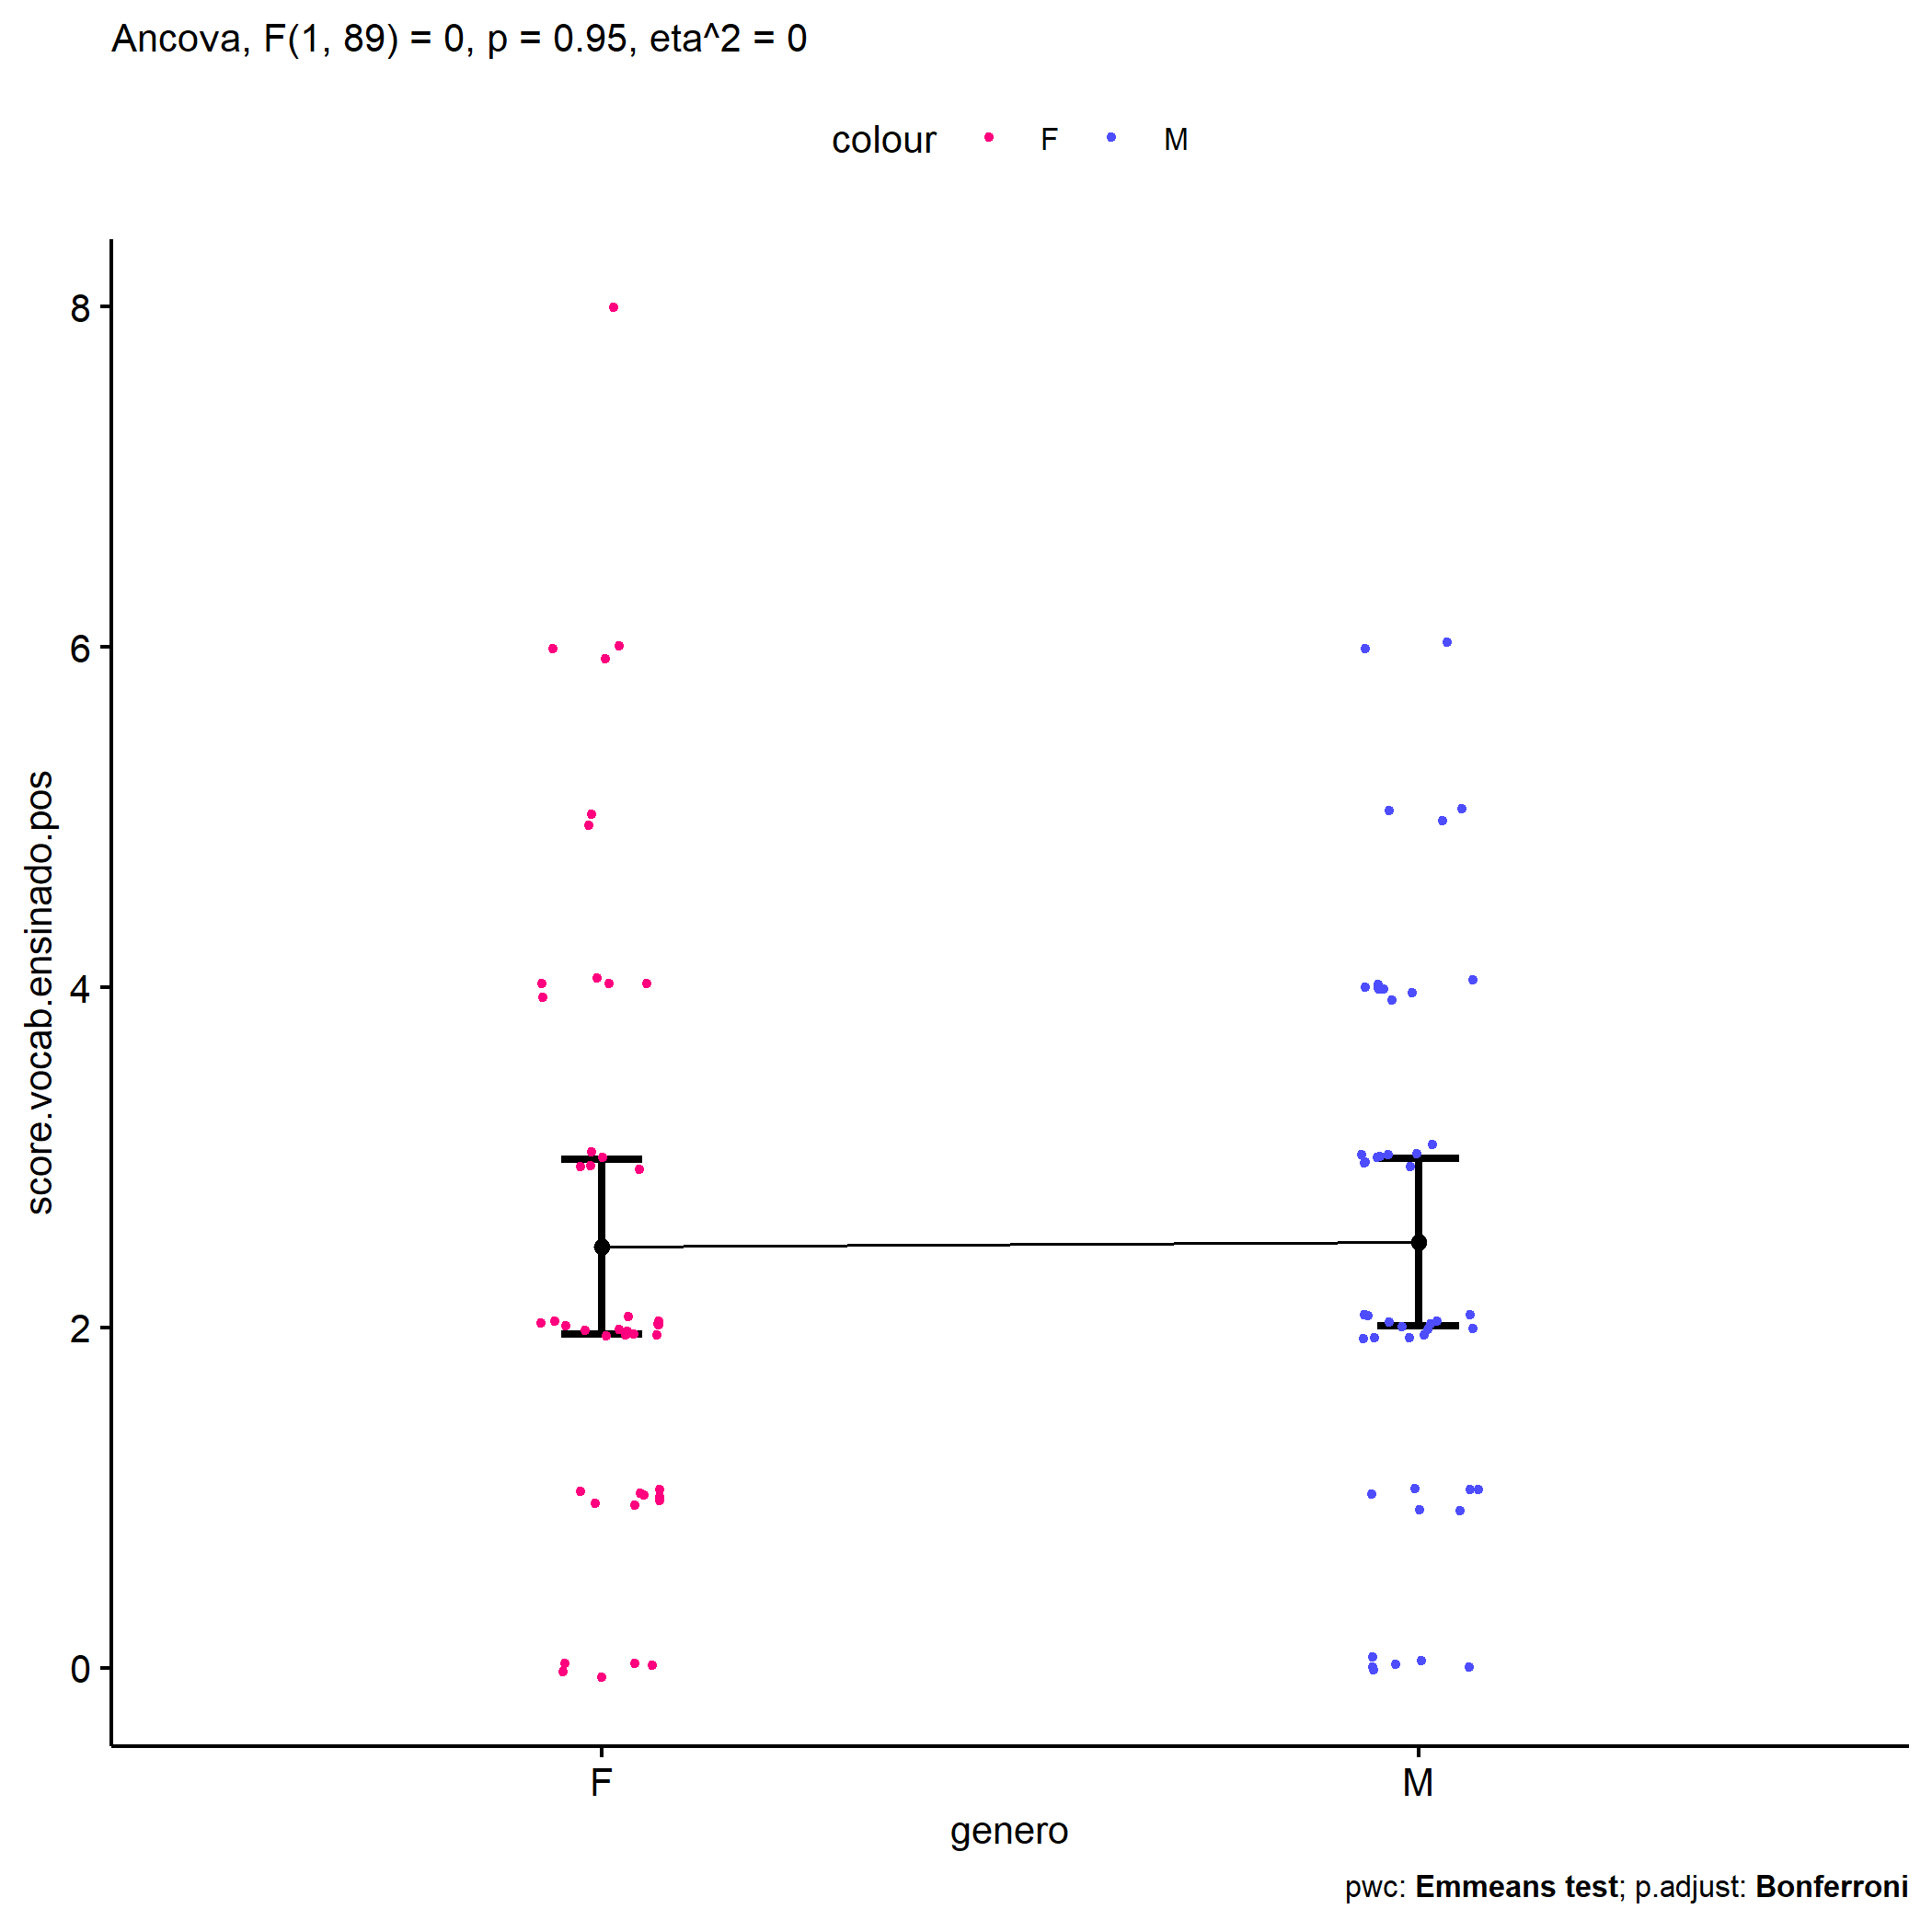 Ancova, F(1, 89) = 0, p = 0.95, eta^2 = 0
colour F M
score.vocab.ensinado.pos
8
6
4
2
0
F M
genero
pwc: Emmeans test; p.adjust: Bonferroni